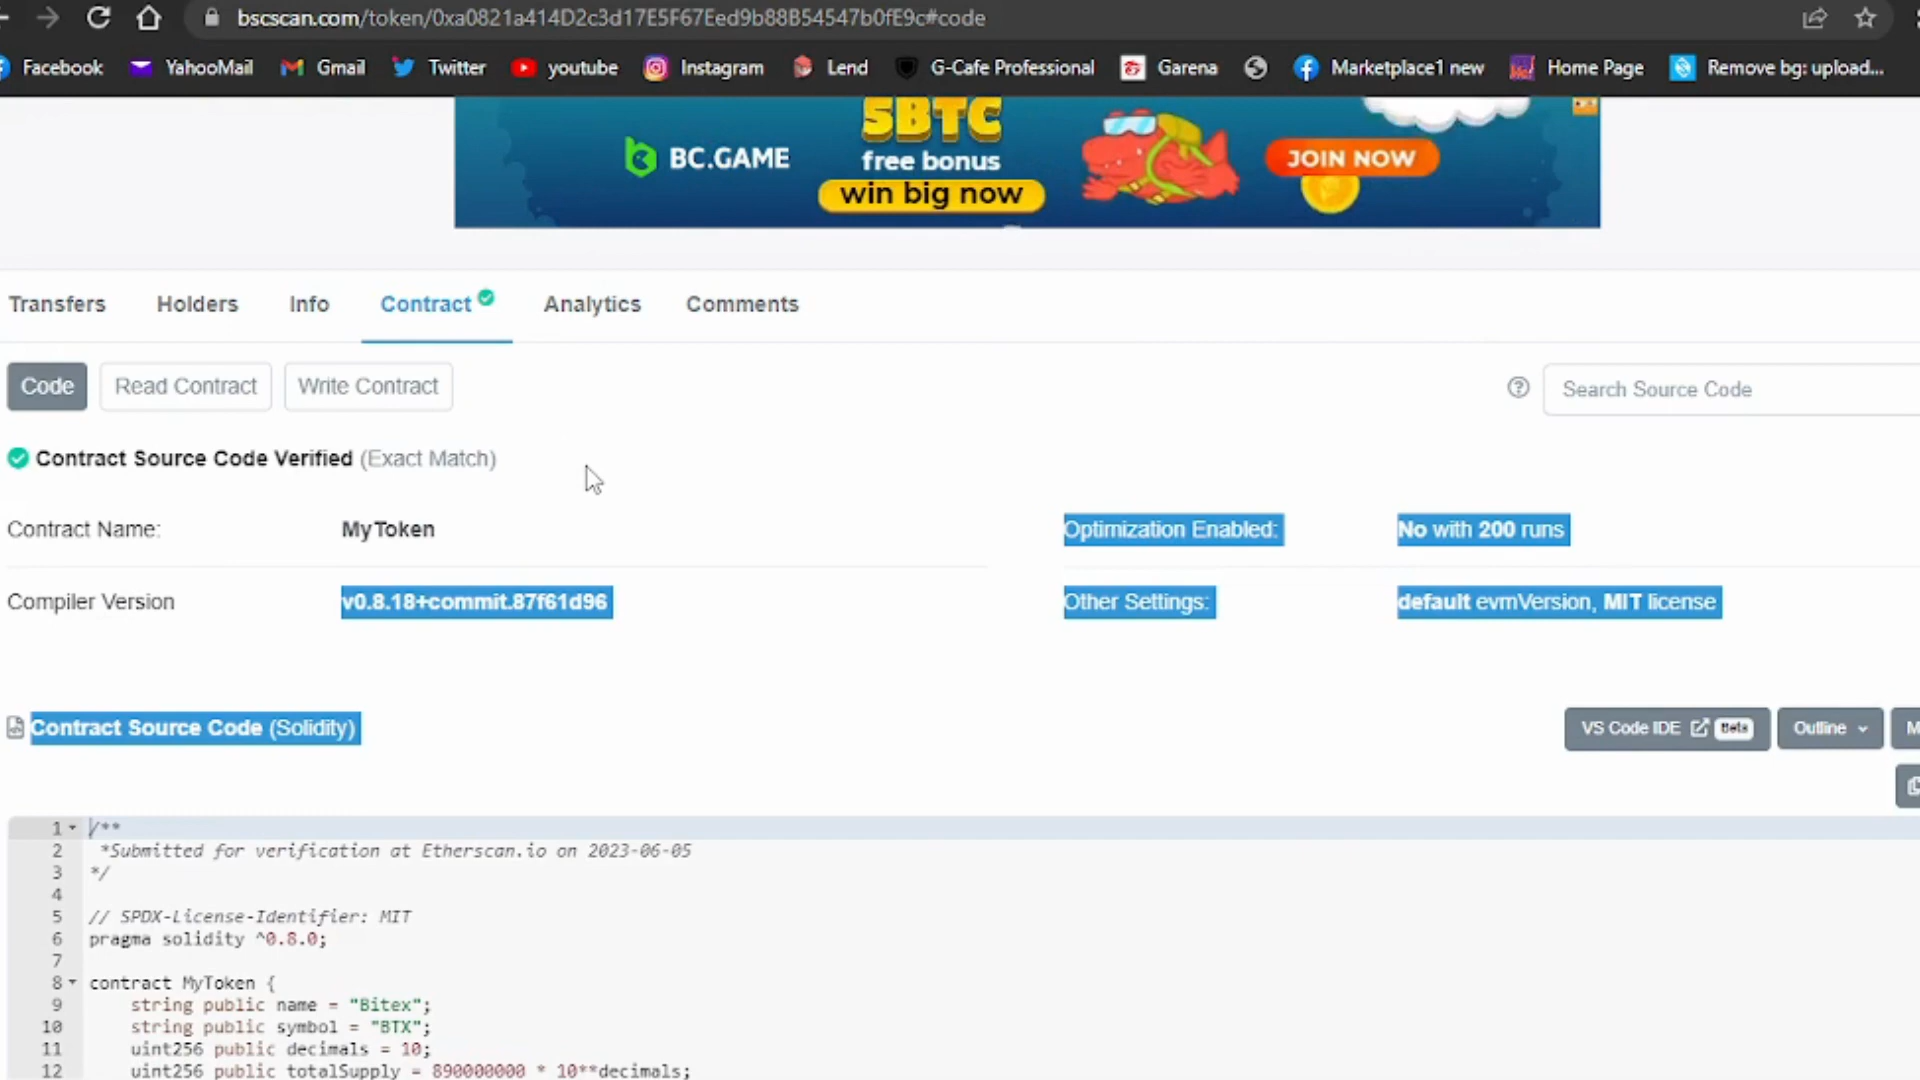 bscscan.com/token/0xa0821a414D2c3d17E5F67Eed9b88B54547b0fE9c#code
Facebook YahooMail Gmail Twitter youtube Instagram Lend G-Cafe Professional Garena Marketplace1 new Home Page Remove bg: upload...
5BTC
BC.GAME free bonus JOIN NOW
win big now
Transfers Holders Info Contract Analytics Comments
Code Read Contract Write Contract Search Source Code
Contract Source Code Verified (Exact Match)
Contract Name: MyToken Optimization Enabled: No with 200 runs
Compiler Version v0.8.18+commit.87f61d96 Other Settings: default evmVersion, MIT license
Contract Source Code (Solidity) VS Code IDE Beta Outline M
1 /**
2 *Submitted for verification at Etherscan.io on 2023-06-05
3 */
4
5 // SPDX-License-Identifier: MIT
6 pragma solidity ^0.8.0;
7
8 contract MyToken {
9 string public name = "Bitex";
10 string public symbol = "BTX";
11 uint256 public decimals = 10;
12 uint256 public totalSupply = 890000000 * 10**decimals;